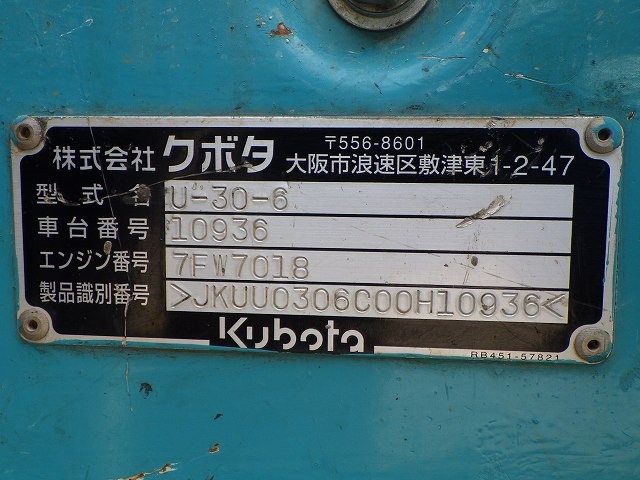 〒556-8601
株式会社 クボタ 大阪市浪速区敷津東1-2-47
型式名 U-30-6
車台番号 10936
エンジン番号 7FW7018
製品識別番号 >JKUU0306C00H10936<
Kubota
RB451-57821